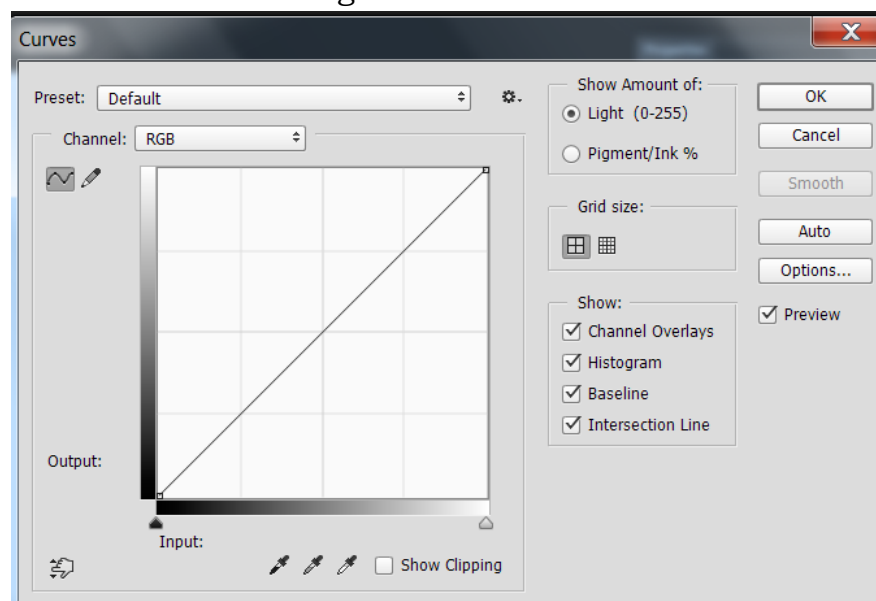 Curves
Preset: Default
Channel: RGB
Output:
Input:
Show Clipping
Show Amount of:
Light (0-255)
Pigment/Ink %
Grid size:
Show:
Channel Overlays
Histogram
Baseline
Intersection Line
OK
Cancel
Smooth
Auto
Options...
Preview